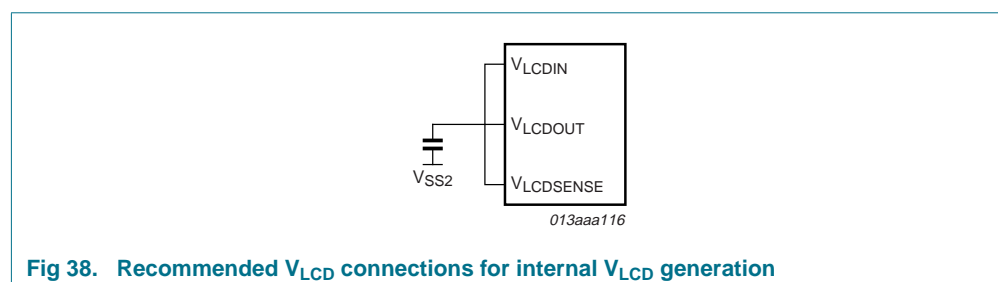 VLCDIN
VLCDOUT
VSS2
VLCDSENSE
013aaa116
Fig 38. Recommended VLCD connections for internal VLCD generation